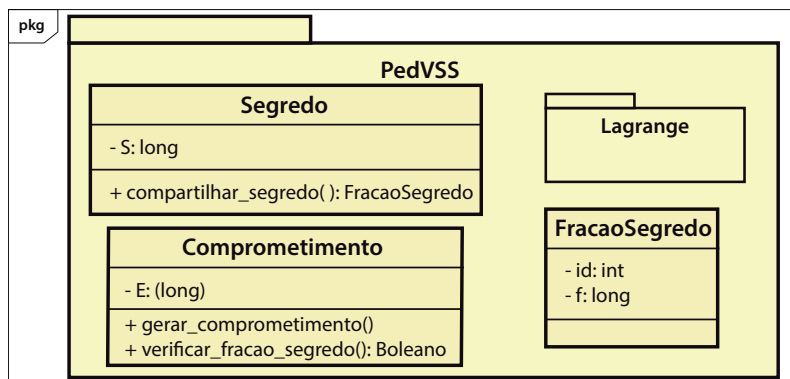 pkg
PedVSS
Segredo
- S: long
+ compartilhar_segredo( ): FracaoSegredo
Lagrange
Comprometimento
- E: (long)
+ gerar_comprometimento()
+ verificar_fracao_segredo(): Boleano
FracaoSegredo
- id: int
- f: long